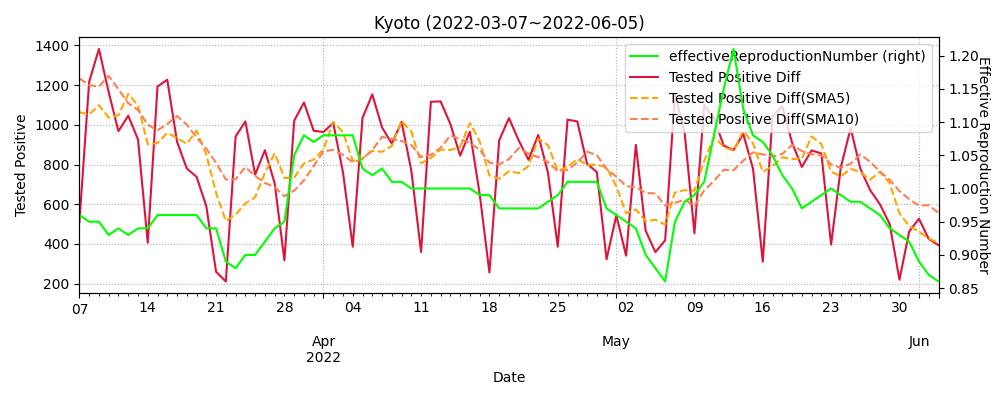 Kyoto (2022-03-07~2022-06-05)
effectiveReproductionNumber (right)
Tested Positive Diff
Tested Positive Diff(SMA5)
Tested Positive Diff(SMA10)
Tested Positive
1400
1200
1000
800
600
400
200
1.20
1.15
1.10
1.05
1.00
0.95
0.90
0.85
Effective Reproduction Number
07 14 21 28 04 11 18 25 02 09 16 23 30
Apr May Jun
2022
Date